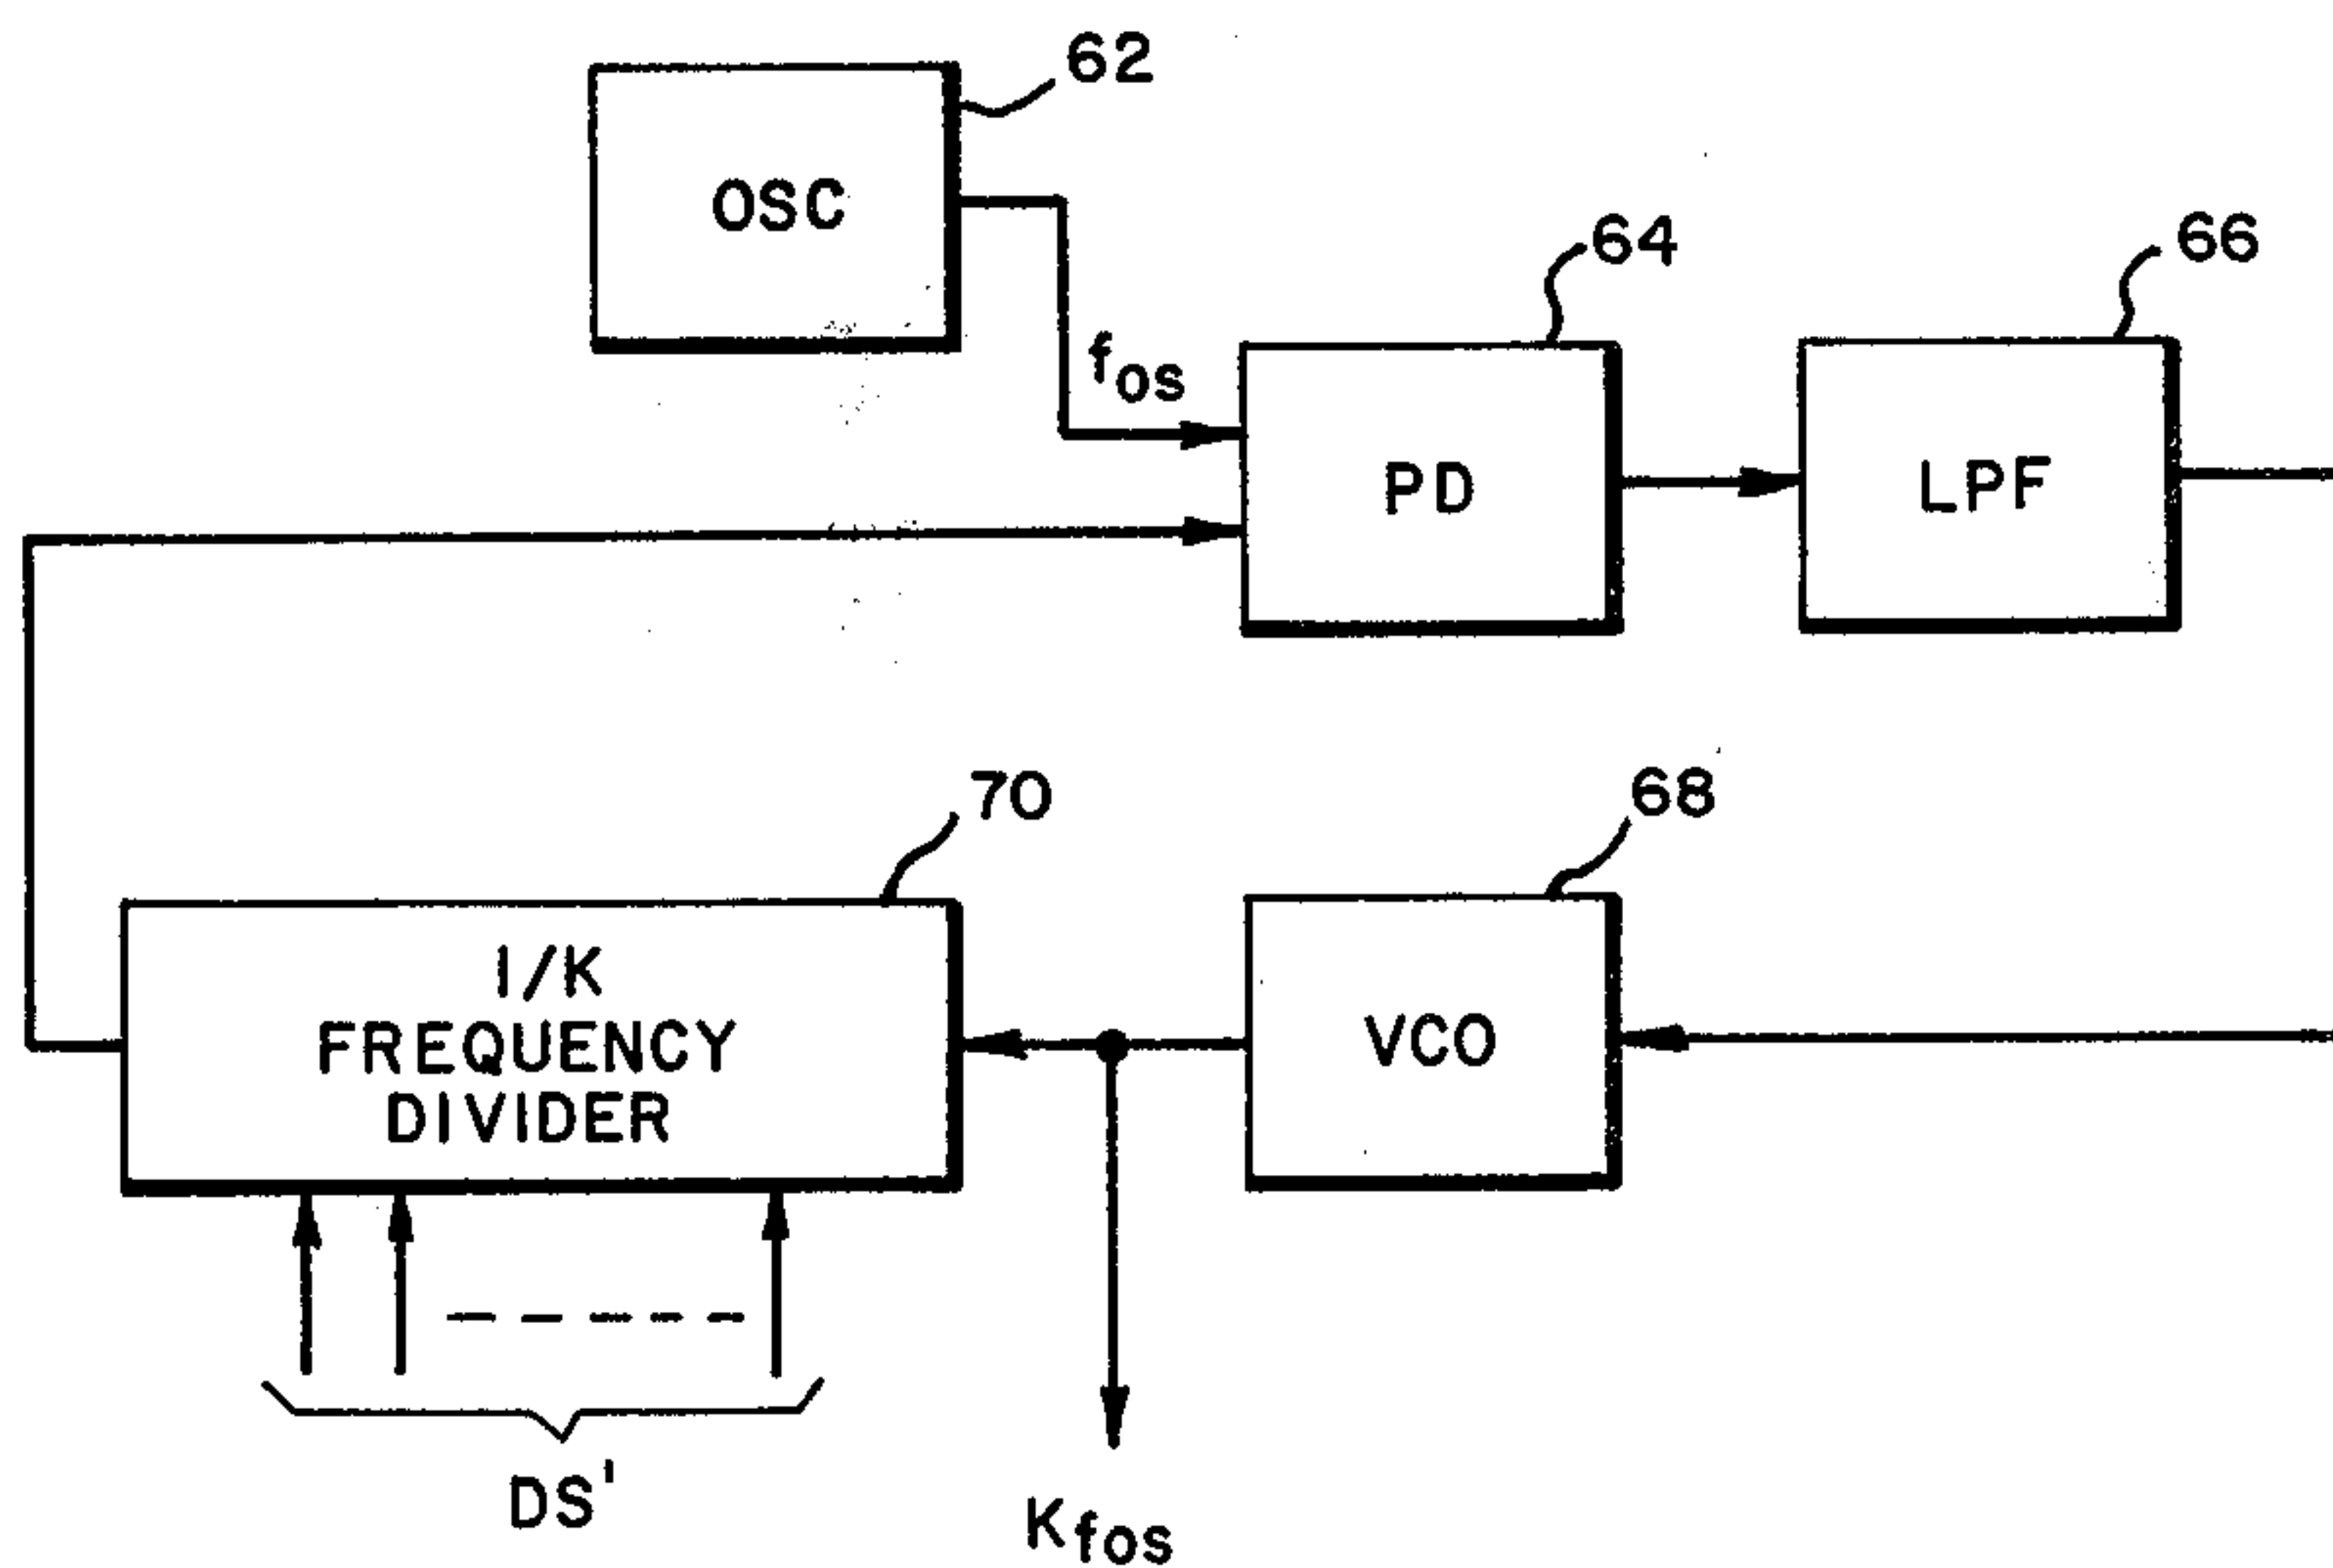 62
OSC
64
66
fos
PD
LPF
70
68
1/K
FREQUENCY
DIVIDER
VCO
DS'
Kfos